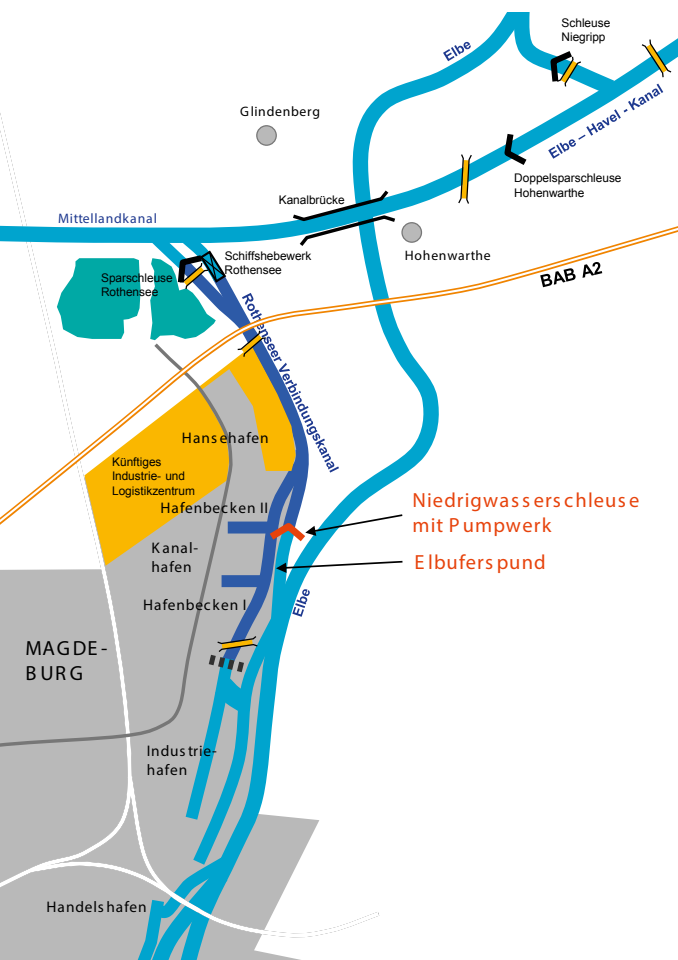 Schleuse
Niegripp
Elbe
Elbe – Havel - Kanal
Glindenberg
Doppelsparschleuse
Hohenwarthe
Kanalbrücke
Mittellandkanal
Hohenwarthe
Schiffshebewerk
Rothensee
Sparschleuse
Rothensee
BAB A2
Rothenseer Verbindungskanal
Hansehafen
Künftiges
Industrie- und
Logistikzentrum
Hafenbecken II
Niedrigwasserschleuse
mit Pumpwerk
Kanal-
hafen
Elbuferspund
Hafenbecken I
Elbe
MAGDE-
BURG
Industrie-
hafen
Handelshafen